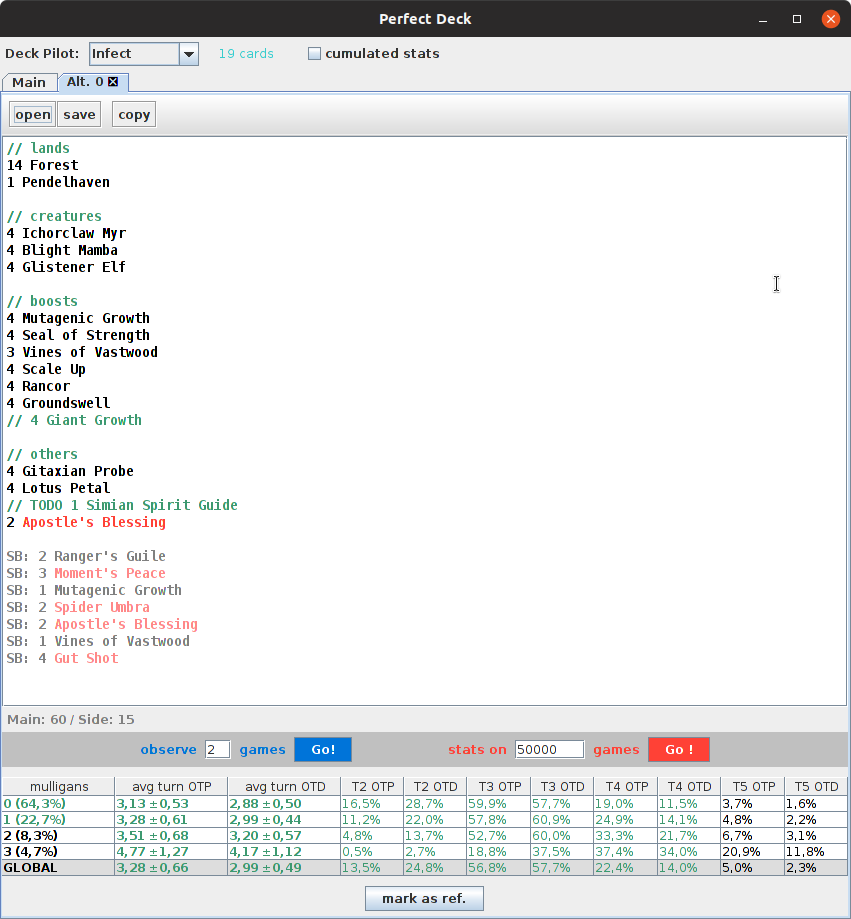 Perfect Deck
Deck Pilot: Infect 19 cards cumulated stats
Main Alt. 0
open save copy
// lands
14 Forest
1 Pendelhaven
// creatures
4 Ichorclaw Myr
4 Blight Mamba
4 Glistener Elf
// boosts
4 Mutagenic Growth
4 Seal of Strength
3 Vines of Vastwood
4 Scale Up
4 Rancor
4 Groundswell
// 4 Giant Growth
// others
4 Gitaxian Probe
4 Lotus Petal
// TODO 1 Simian Spirit Guide
2 Apostle's Blessing
SB: 2 Ranger's Guile
SB: 3 Moment's Peace
SB: 1 Mutagenic Growth
SB: 2 Spider Umbra
SB: 2 Apostle's Blessing
SB: 1 Vines of Vastwood
SB: 4 Gut Shot
Main: 60 / Side: 15
observe 2 games Go! stats on 50000 games Go !
mulligans avg turn OTP avg turn OTD T2 OTP T2 OTD T3 OTP T3 OTD T4 OTP T4 OTD T5 OTP T5 OTD
0 (64,3%) 3,13 ±0,53 2,88 ±0,50 16,5% 28,7% 59,9% 57,7% 19,0% 11,5% 3,7% 1,6%
1 (22,7%) 3,28 ±0,61 2,99 ±0,44 11,2% 22,0% 57,8% 60,9% 24,9% 14,1% 4,8% 2,2%
2 (8,3%) 3,51 ±0,68 3,20 ±0,57 4,8% 13,7% 52,7% 60,0% 33,3% 21,7% 6,7% 3,1%
3 (4,7%) 4,77 ±1,27 4,17 ±1,12 0,5% 2,7% 18,8% 37,5% 37,4% 34,0% 20,9% 11,8%
GLOBAL 3,28 ±0,66 2,99 ±0,49 13,5% 24,8% 56,8% 57,7% 22,4% 14,0% 5,0% 2,3%
mark as ref.